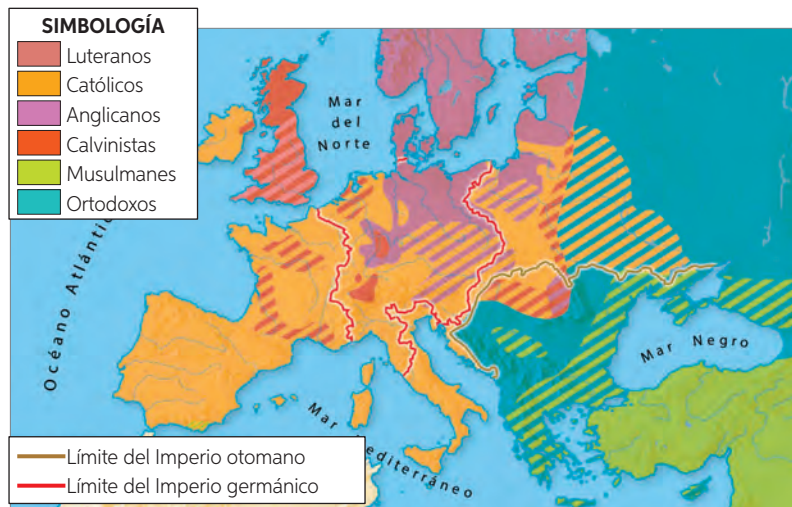 SIMBOLOGÍA
Luteranos
Católicos
Anglicanos
Calvinistas
Musulmanes
Ortodoxos
Mar
del
Norte
Océano Atlántico
Mar Negro
Mar Mediterráneo
Límite del Imperio otomano
Límite del Imperio germánico